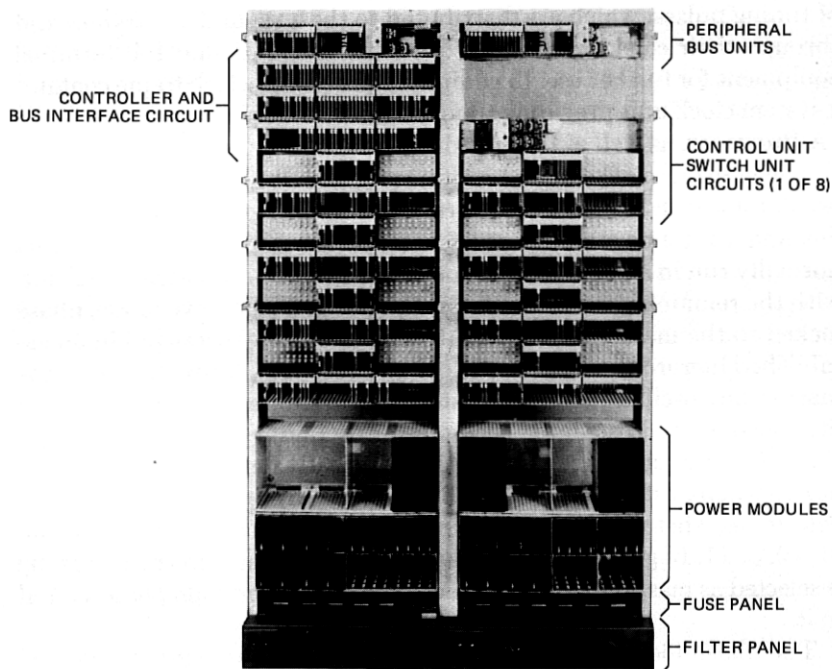 PERIPHERAL
BUS UNITS
CONTROLLER AND
BUS INTERFACE CIRCUIT
CONTROL UNIT
SWITCH UNIT
CIRCUITS (1 OF 8)
POWER MODULES
FUSE PANEL
FILTER PANEL